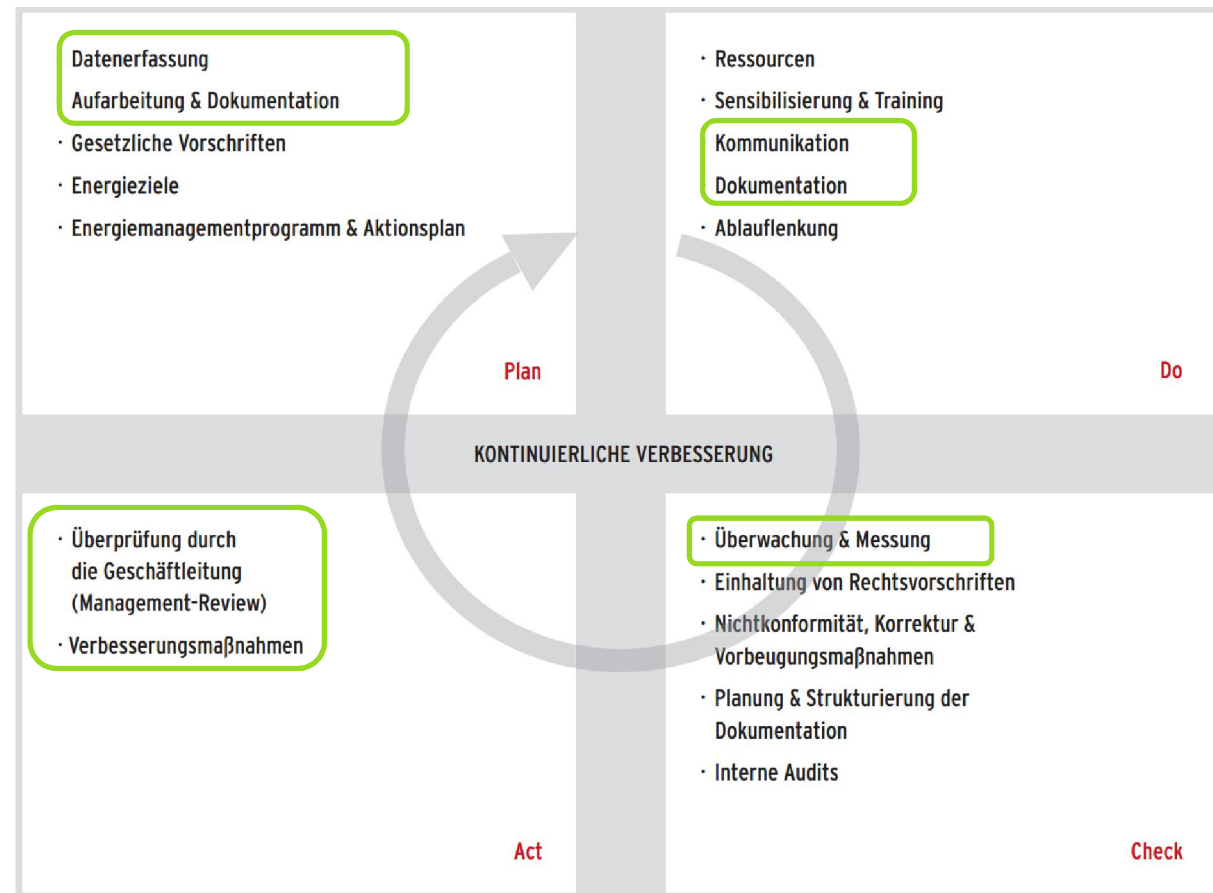 Datenerfassung
Aufarbeitung & Dokumentation
· Gesetzliche Vorschriften
· Energieziele
· Energiemanagementprogramm & Aktionsplan
Plan
· Ressourcen
· Sensibilisierung & Training
Kommunikation
Dokumentation
· Ablauflenkung
Do
KONTINUIERLICHE VERBESSERUNG
· Überprüfung durch
die Geschäftleitung
(Management-Review)
· Verbesserungsmaßnahmen
Act
· Überwachung & Messung
· Einhaltung von Rechtsvorschriften
· Nichtkonformität, Korrektur &
Vorbeugungsmaßnahmen
· Planung & Strukturierung der
Dokumentation
· Interne Audits
Check